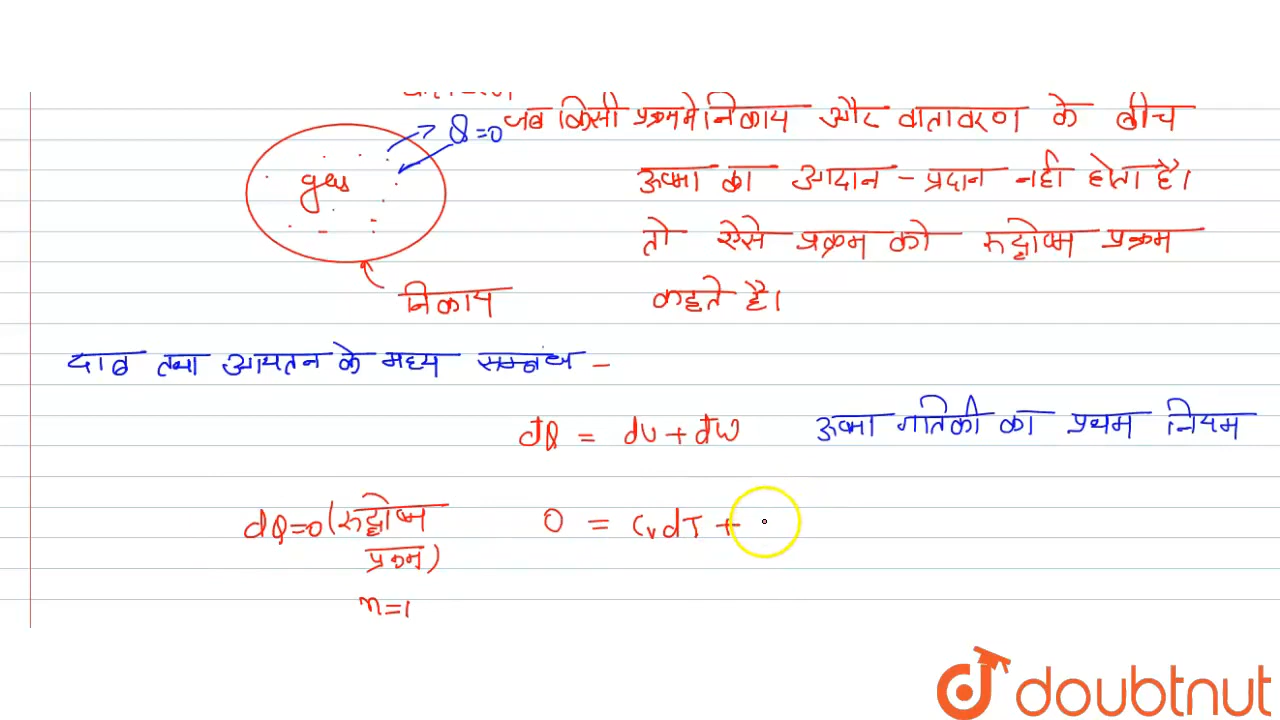 जब किसी प्रक्रम मे निकाय और वातावरण के बीच
Q=0
gas
ऊष्मा का आदान - प्रदान नही होता है।
तो ऐसे प्रक्रम को रुद्धोष्म प्रक्रम
निकाय
कहते है।
दाब तथा आयतन के मध्य सम्बंध -
dQ = dU + dW ऊष्मा गतिकी का प्रथम नियम
dQ=0 (रुद्धोष्म 0 = CvdT +
प्रक्रम)
n=1
doubtnut